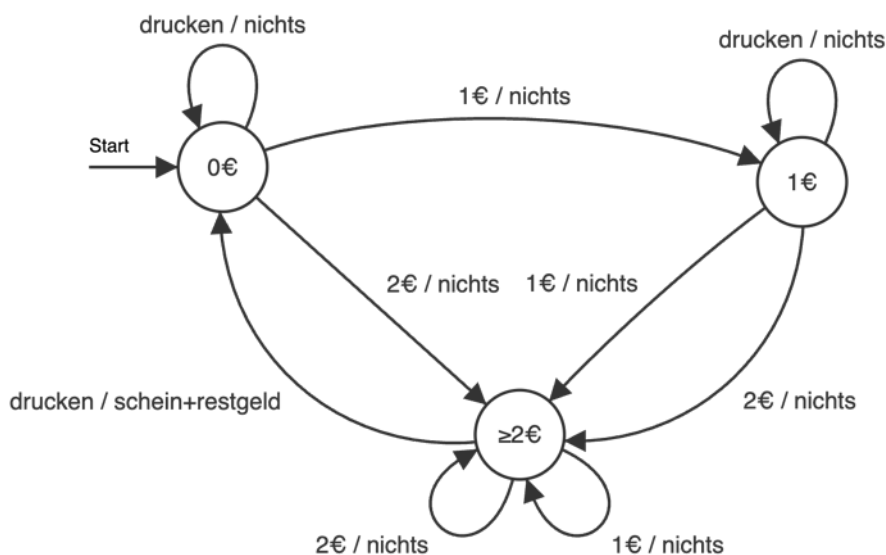 drucken / nichts
drucken / nichts
1€ / nichts
Start
0€
1€
2€ / nichts
1€ / nichts
drucken / schein+restgeld
2€ / nichts
≥2€
2€ / nichts
1€ / nichts